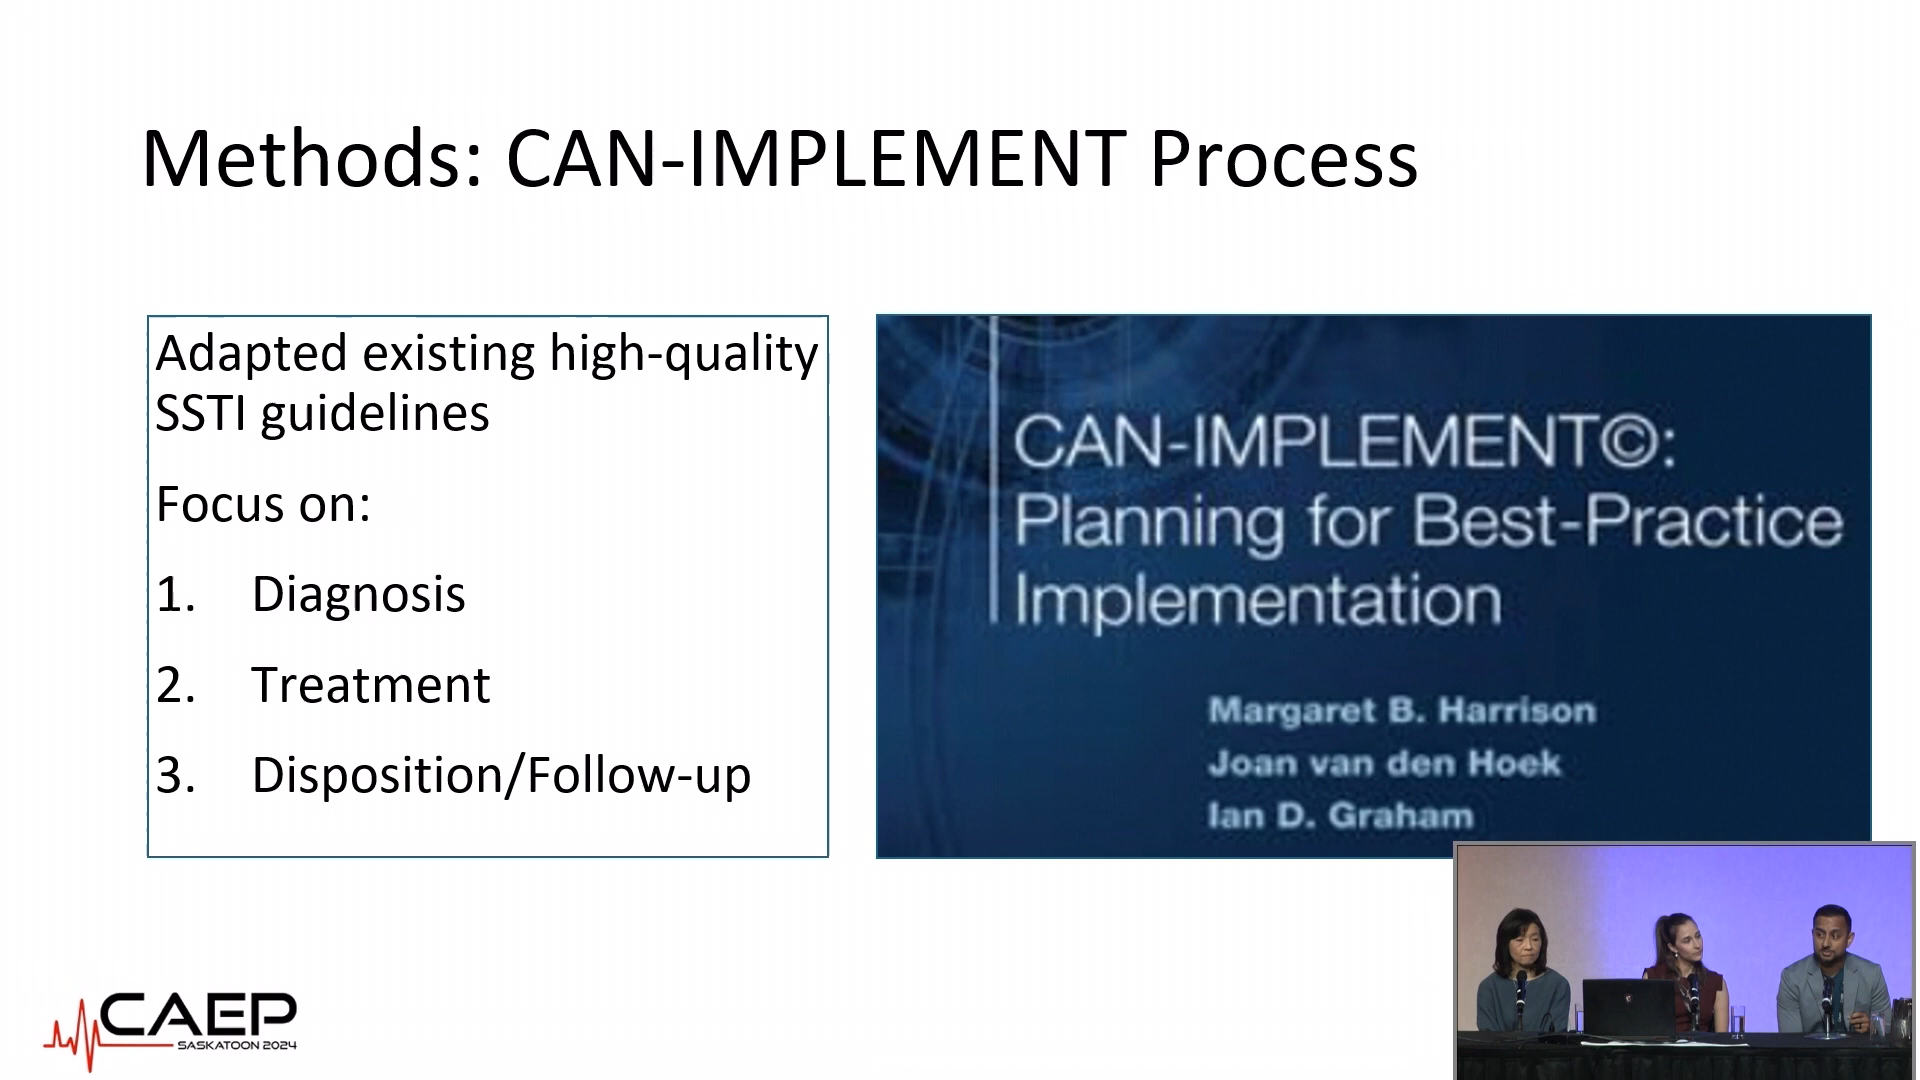 Methods: CAN-IMPLEMENT Process
Adapted existing high-quality
SSTI guidelines
Focus on:
1. Diagnosis
2. Treatment
3. Disposition/Follow-up
CAN-IMPLEMENT©:
Planning for Best-Practice
Implementation
Margaret B. Harrison
Joan van den Hoek
Ian D. Graham
CAEP
SASKATOON 2024